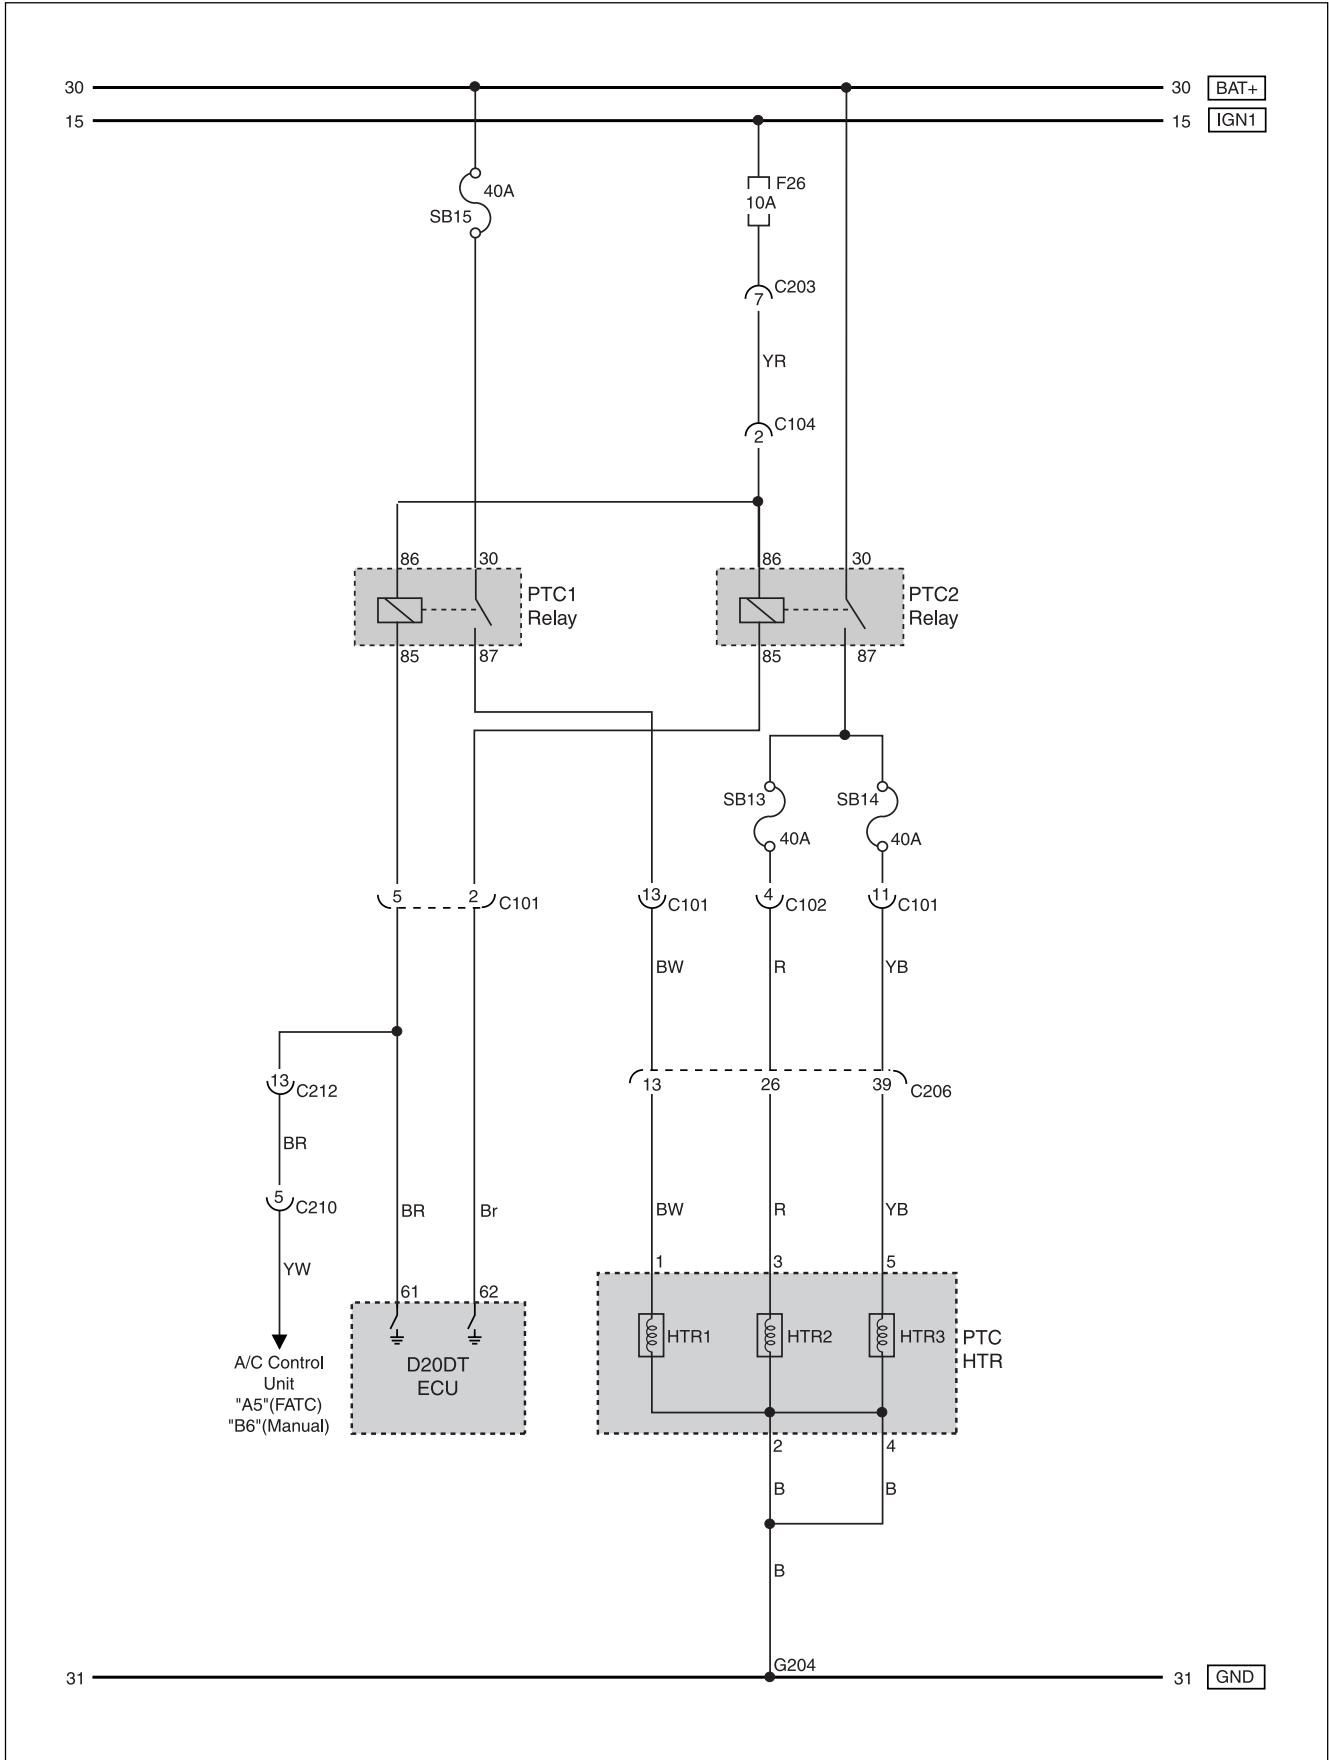 30 30 BAT+
15 15 IGN1
F26
40A
10A
SB15
C203
7
YR
C104
2
86 30 86 30
PTC1 PTC2
Relay Relay
85 87 85 87
SB13 SB14
40A 40A
5 2 C101 13 C101 4 C102 11 C101
BW R YB
13 C212 13 26 39 C206
BR
5 C210 BR Br BW R YB
YW 1 3 5
61 62
HTR1 HTR2 HTR3 PTC
HTR
A/C Control
Unit
"A5"(FATC)
"B6"(Manual)
D20DT
ECU
2 4
B B
B
G204
31 31 GND